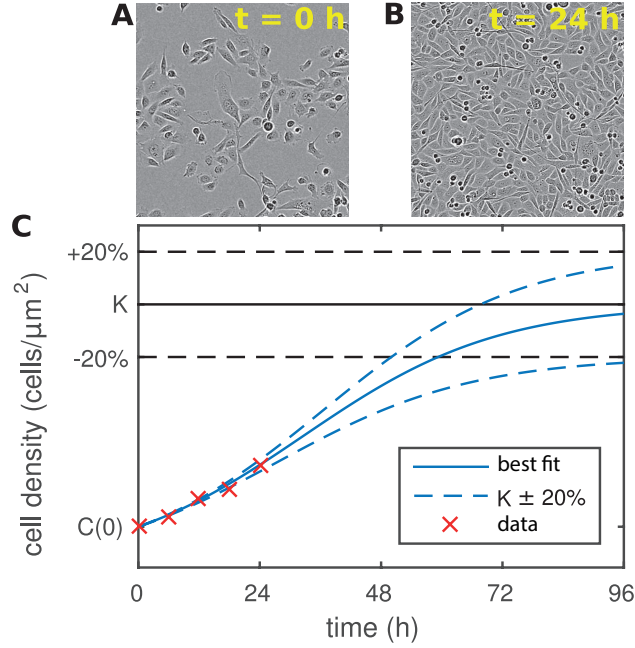 A
t = 0 h
B
t = 24 h
C
+20%
K
-20%
C(0)
cell density (cells/μm²)
best fit
K ± 20%
data
0
24
48
72
96
time (h)